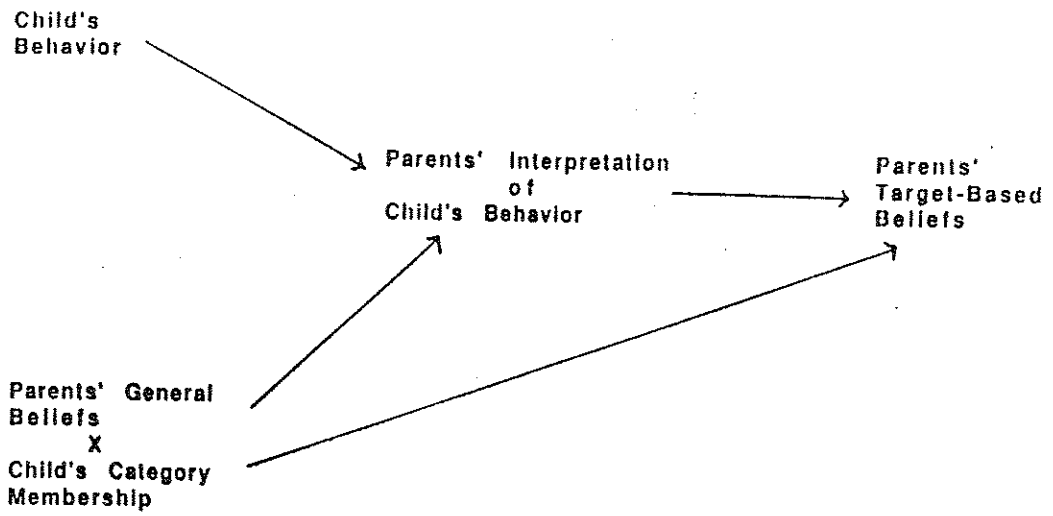 Child's
Behavior
Parents' Interpretation
of
Child's Behavior
Parents'
Target-Based
Beliefs
Parents' General
Beliefs
X
Child's Category
Membership